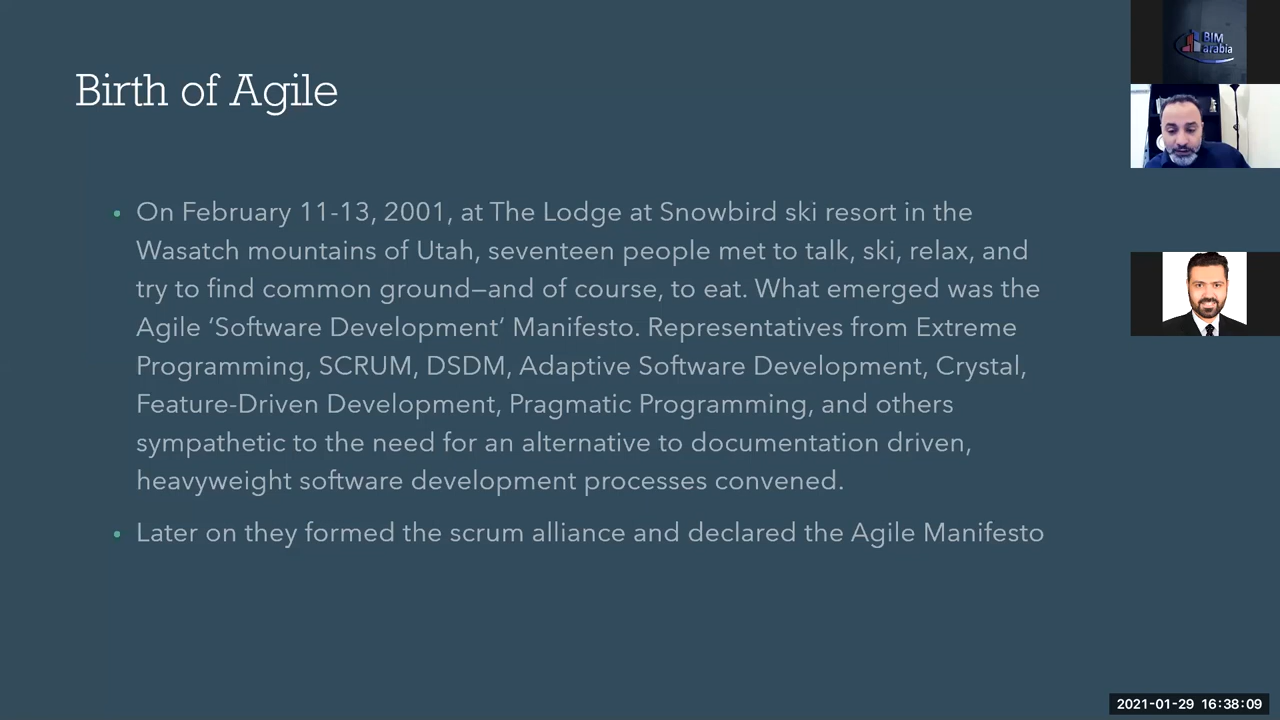 Birth of Agile
BIM
arabia
• On February 11-13, 2001, at The Lodge at Snowbird ski resort in the
Wasatch mountains of Utah, seventeen people met to talk, ski, relax, and
try to find common ground—and of course, to eat. What emerged was the
Agile ‘Software Development’ Manifesto. Representatives from Extreme
Programming, SCRUM, DSDM, Adaptive Software Development, Crystal,
Feature-Driven Development, Pragmatic Programming, and others
sympathetic to the need for an alternative to documentation driven,
heavyweight software development processes convened.
• Later on they formed the scrum alliance and declared the Agile Manifesto
2021-01-29 16:38:09